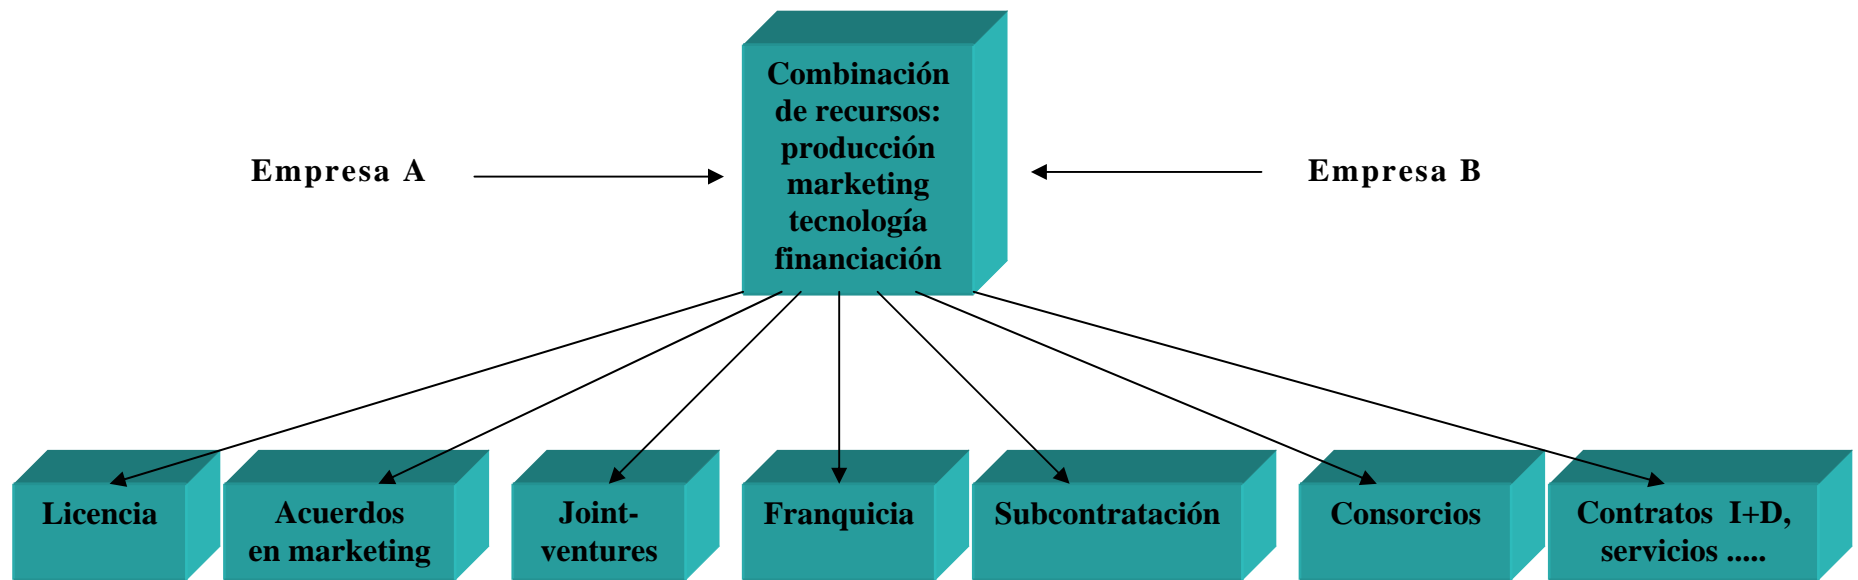 Combinación
de recursos:
producción
marketing
tecnología
financiación
Empresa A
Empresa B
Licencia
Acuerdos
en marketing
Joint-
ventures
Franquicia
Subcontratación
Consorcios
Contratos I+D,
servicios .....